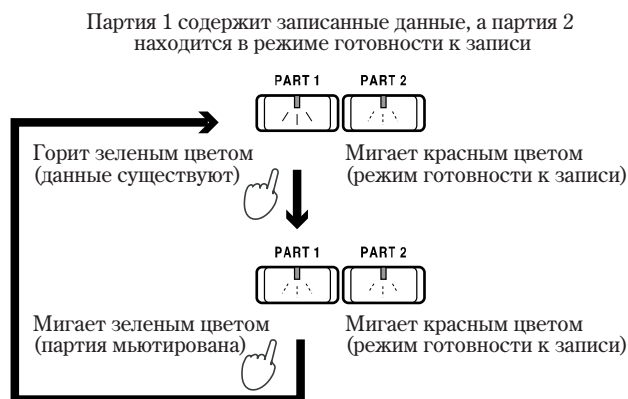 Партия 1 содержит записанные данные, а партия 2
находится в режиме готовности к записи
PART 1 PART 2
Горит зеленым цветом
(данные существуют)
Мигает красным цветом
(режим готовности к записи)
PART 1 PART 2
Мигает зеленым цветом
(партия мьютирована)
Мигает красным цветом
(режим готовности к записи)